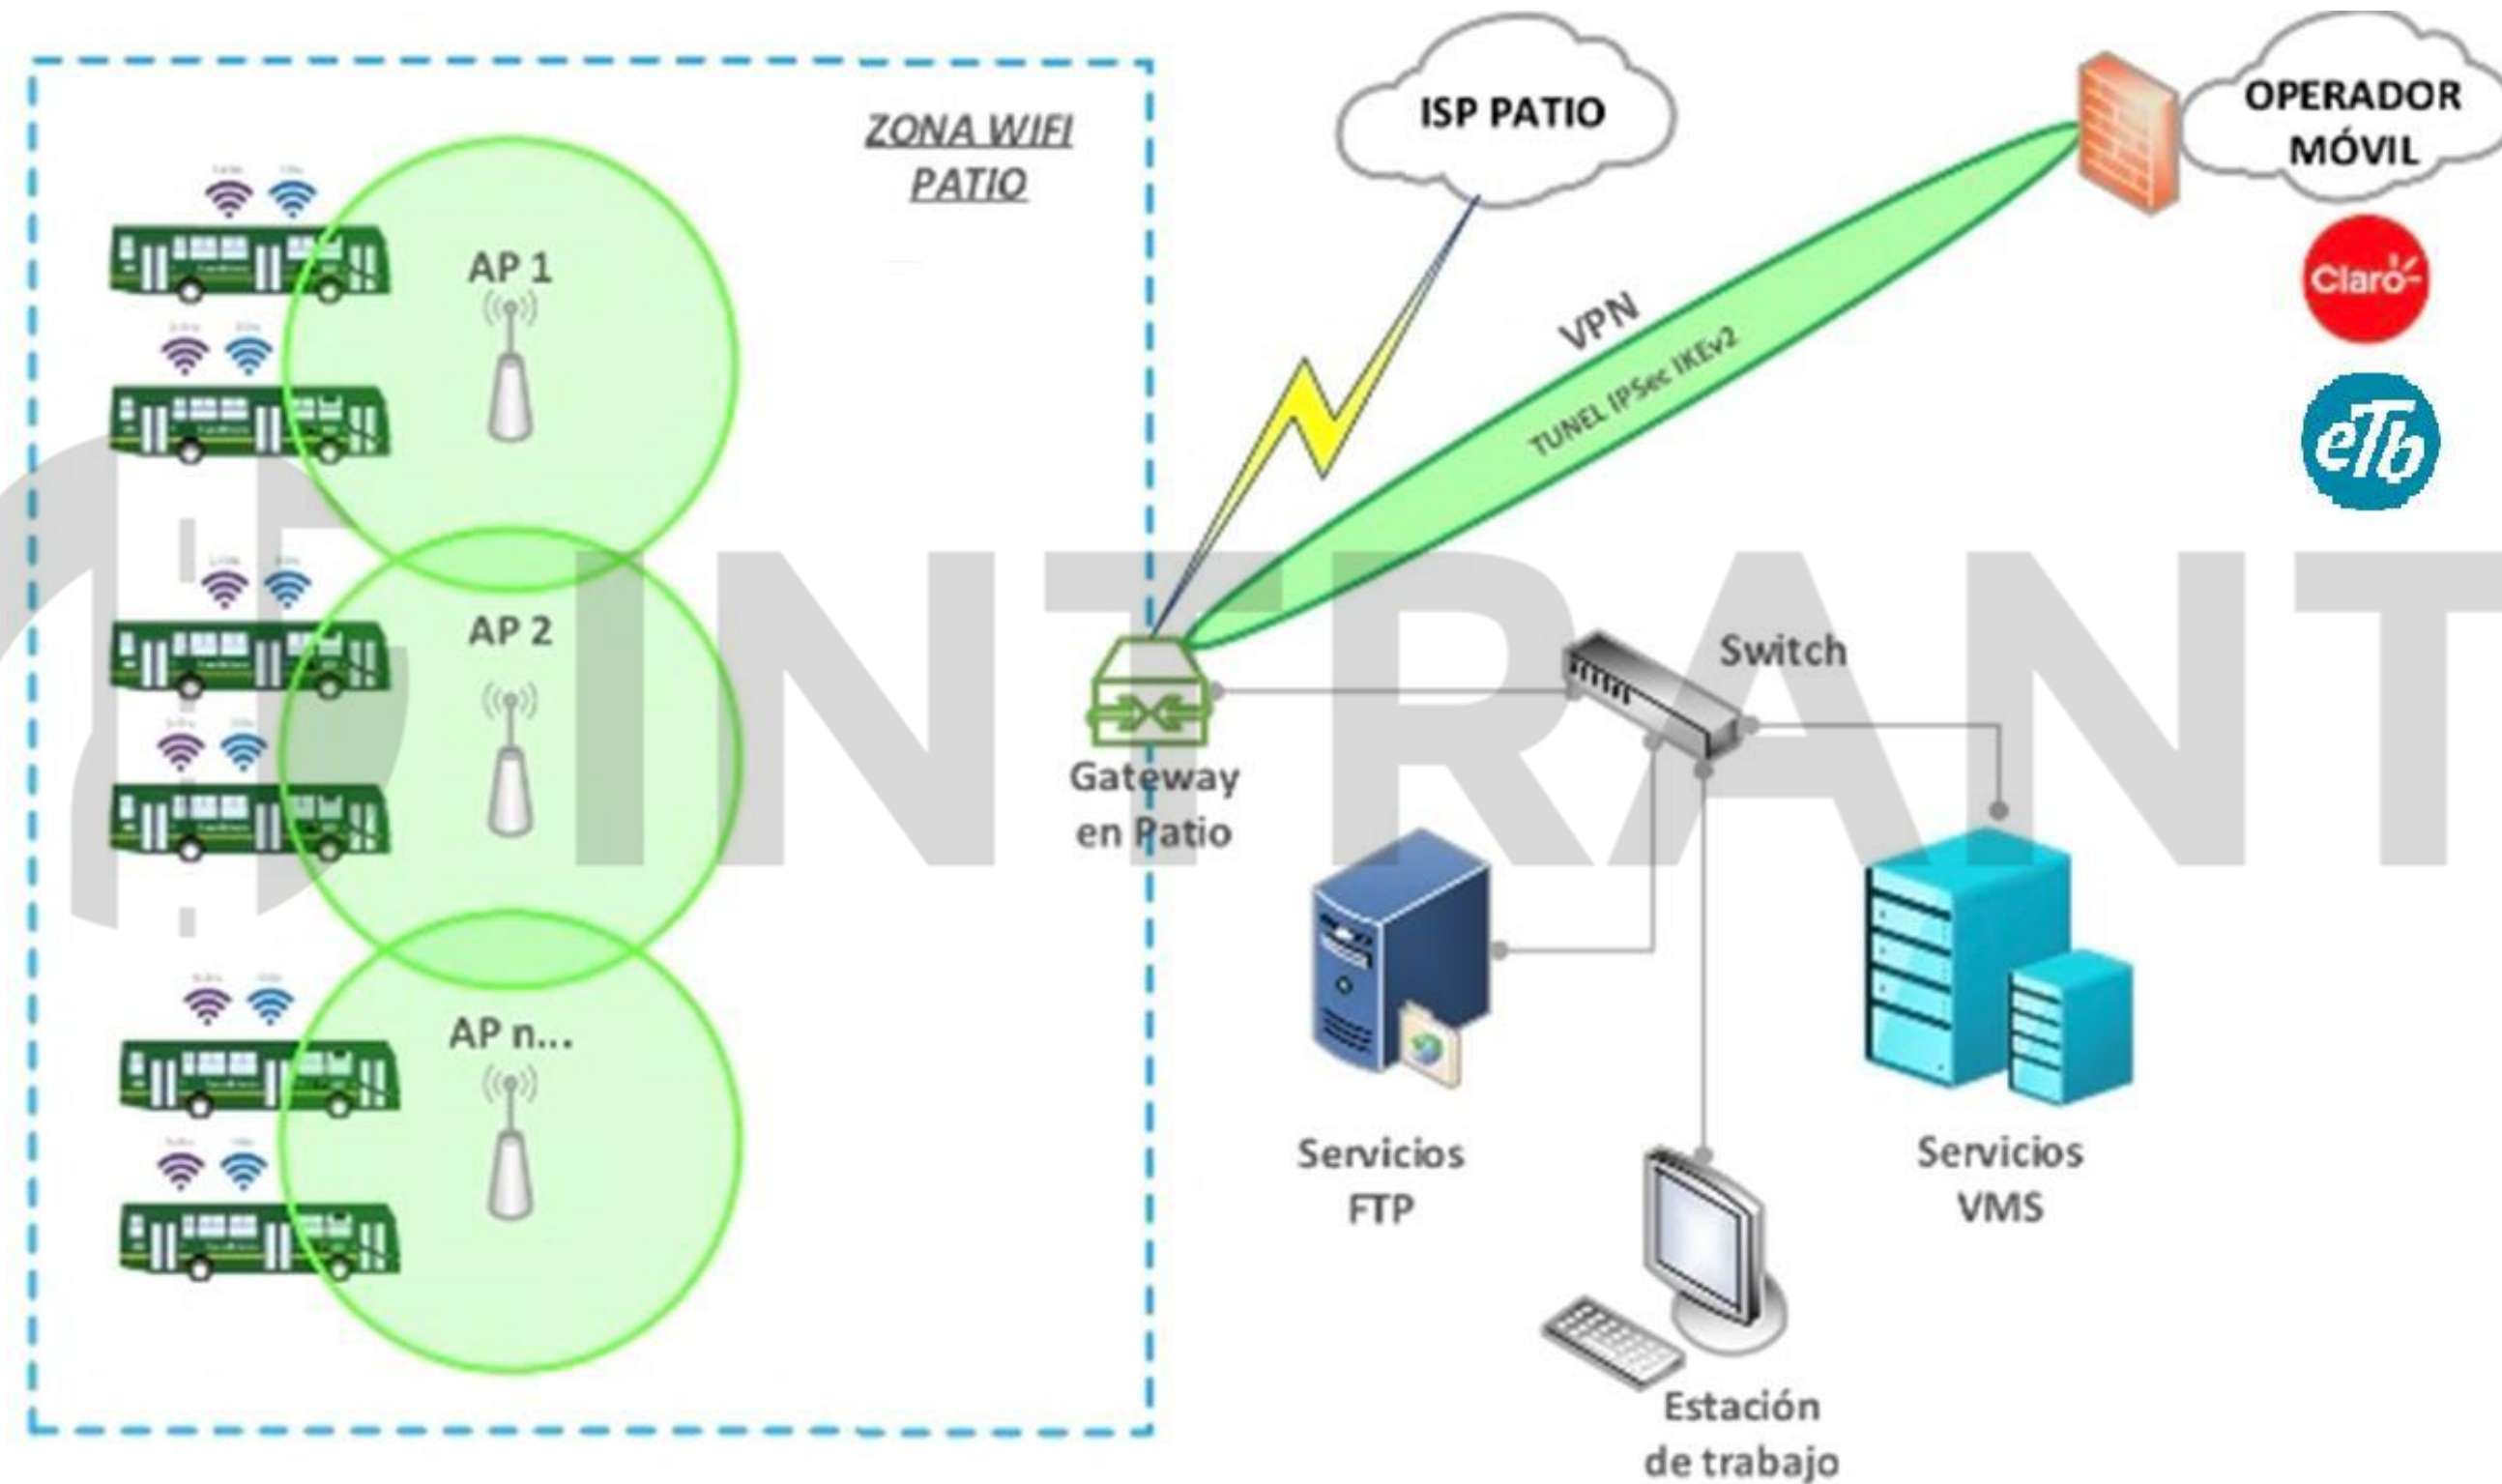 ZONA WIFI
PATIO
AP 1
AP 2
AP n...
ISP PATIO
OPERADOR
MÓVIL
Claro
eTb
VPN
TUNEL IPSec IKEv2
Switch
Gateway
en Patio
INTRANT
Servicios
FTP
Servicios
VMS
Estación
de trabajo